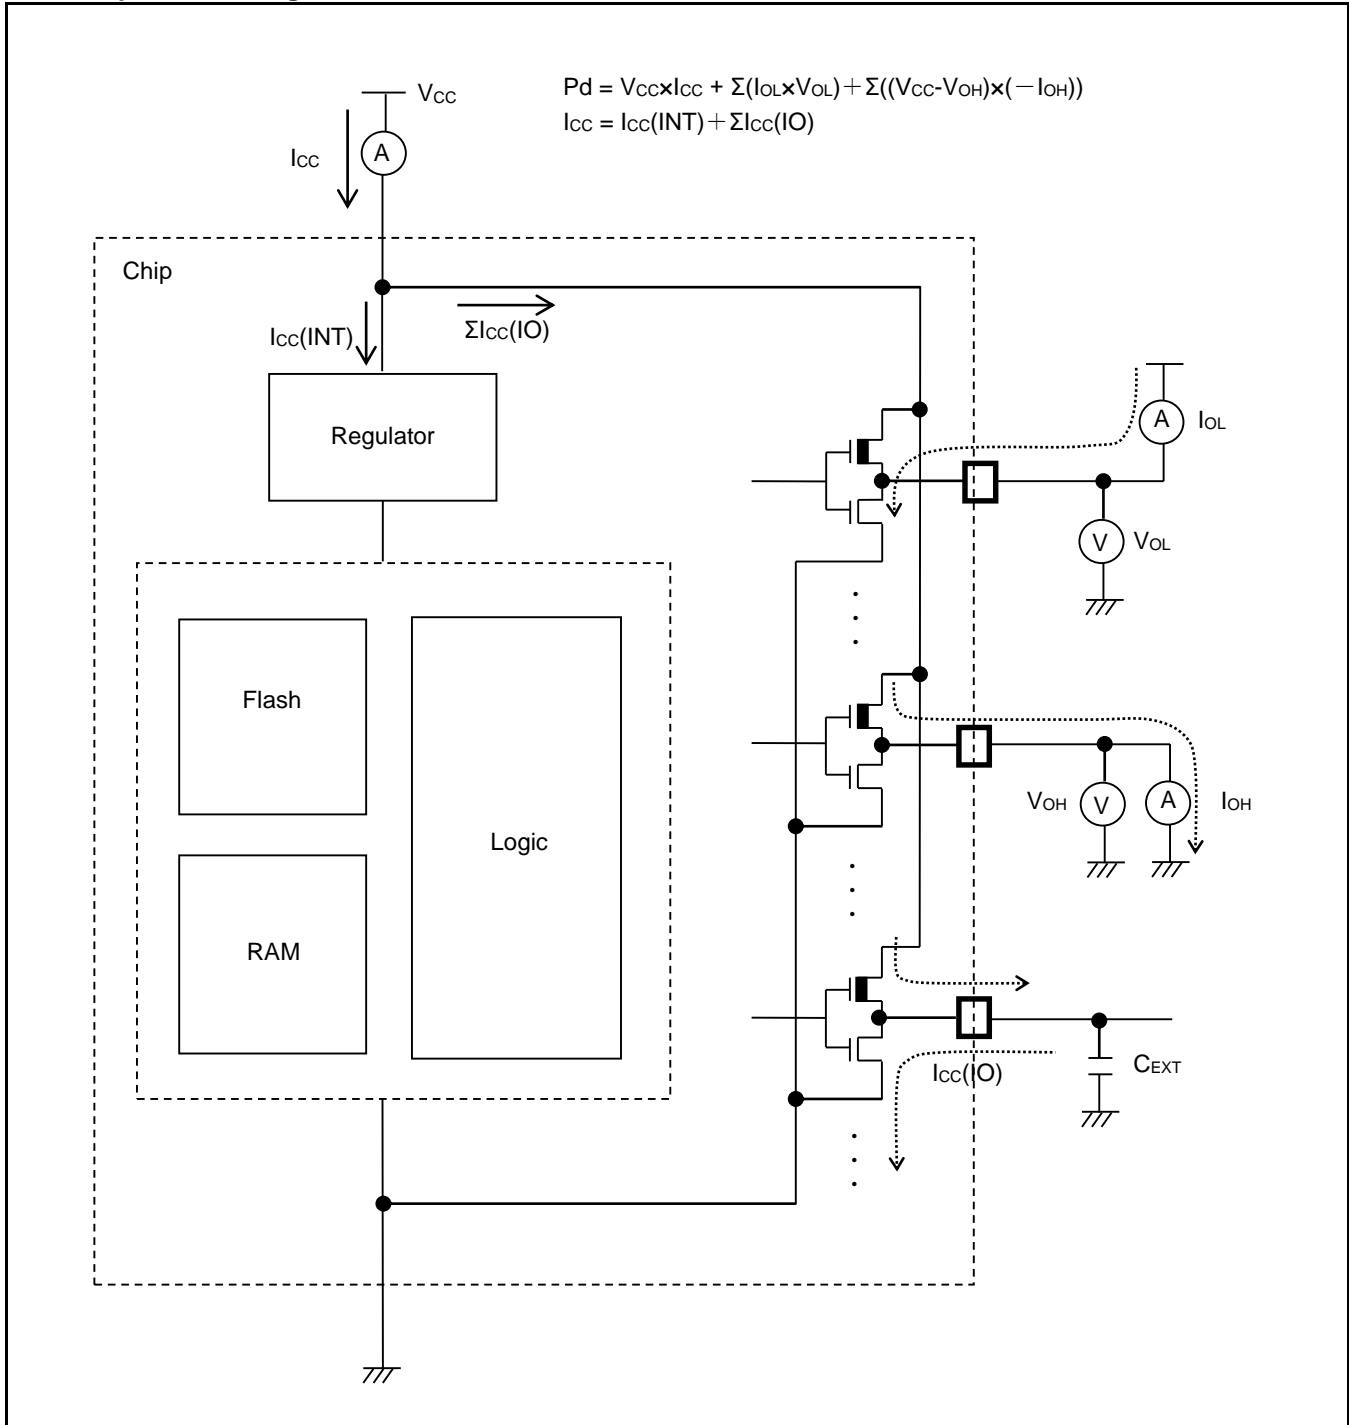 VCC
Pd = VCC×ICC + Σ(IOL×VOL)+Σ((VCC-VOH)×(-IOH))
ICC = ICC(INT)+ΣICC(IO)
A
ICC
Chip
ICC(INT)
ΣICC(IO)
Regulator
A
IOL
V
VOL
Flash
Logic
RAM
VOH
V
A
IOH
ICC(IO)
CEXT